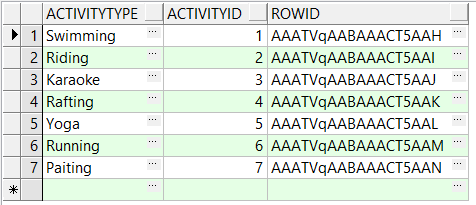 ACTIVITYTYPE ACTIVITYID ROWID
1 Swimming ... 1 AAATVqAABAAACT5AAH ...
2 Riding ... 2 AAATVqAABAAACT5AAI ...
3 Karaoke ... 3 AAATVqAABAAACT5AAJ ...
4 Rafting ... 4 AAATVqAABAAACT5AAK ...
5 Yoga ... 5 AAATVqAABAAACT5AAL ...
6 Running ... 6 AAATVqAABAAACT5AAM ...
7 Paiting ... 7 AAATVqAABAAACT5AAN ...
* ... ...